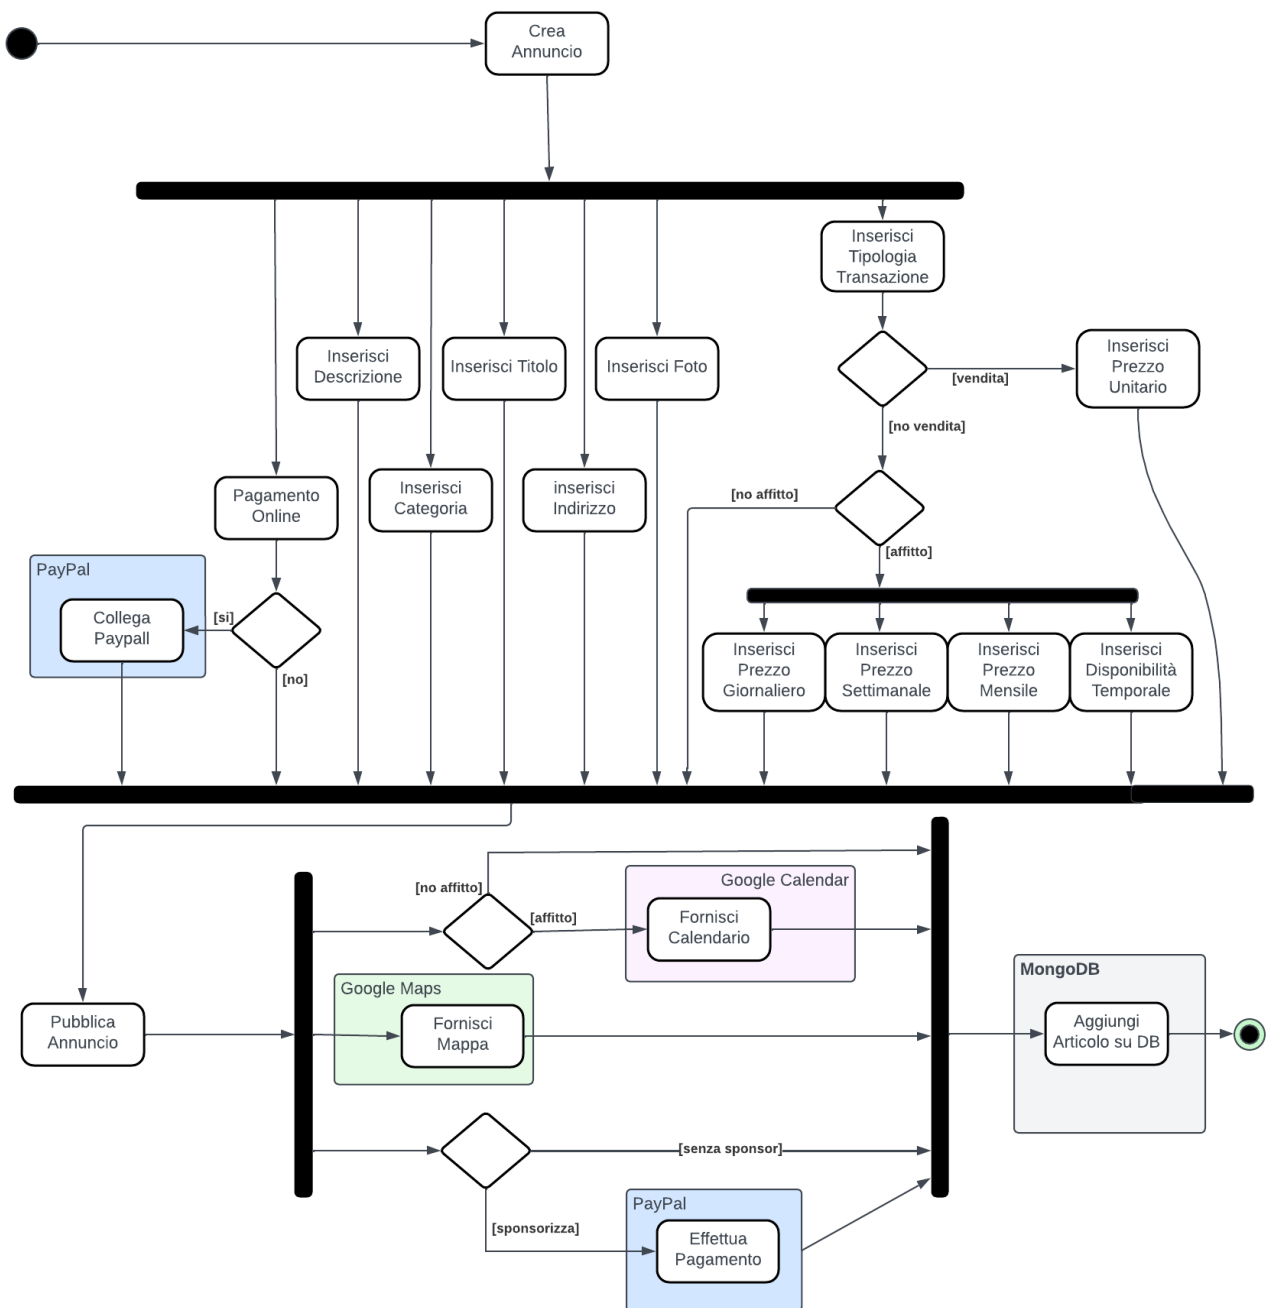 Crea
Annuncio
Inserisci
Tipologia
Transazione
Inserisci
Descrizione
Inserisci Titolo
Inserisci Foto
[vendita]
Inserisci
Prezzo
Unitario
[no vendita]
Pagamento
Online
Inserisci
Categoria
inserisci
Indirizzo
[no affitto]
[affitto]
PayPal
Collega
Paypall
[si]
[no]
Inserisci
Prezzo
Giornaliero
Inserisci
Prezzo
Settimanale
Inserisci
Prezzo
Mensile
Inserisci
Disponibilità
Temporale
[no affitto]
[affitto]
Google Calendar
Fornisci
Calendario
Google Maps
Fornisci
Mappa
Pubblica
Annuncio
MongoDB
Aggiungi
Articolo su DB
[senza sponsor]
[sponsorizza]
PayPal
Effettua
Pagamento